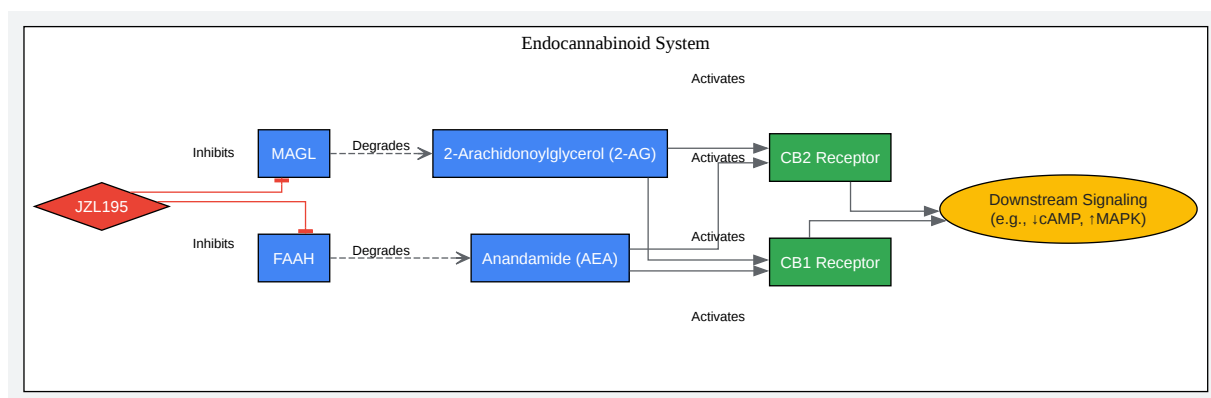 Endocannabinoid System
Activates
Inhibits
MAGL
Degrades
2-Arachidonoylglycerol (2-AG)
Activates
CB2 Receptor
JZL195
Downstream Signaling
(e.g., ↓cAMP, ↑MAPK)
Inhibits
FAAH
Degrades
Anandamide (AEA)
Activates
CB1 Receptor
Activates